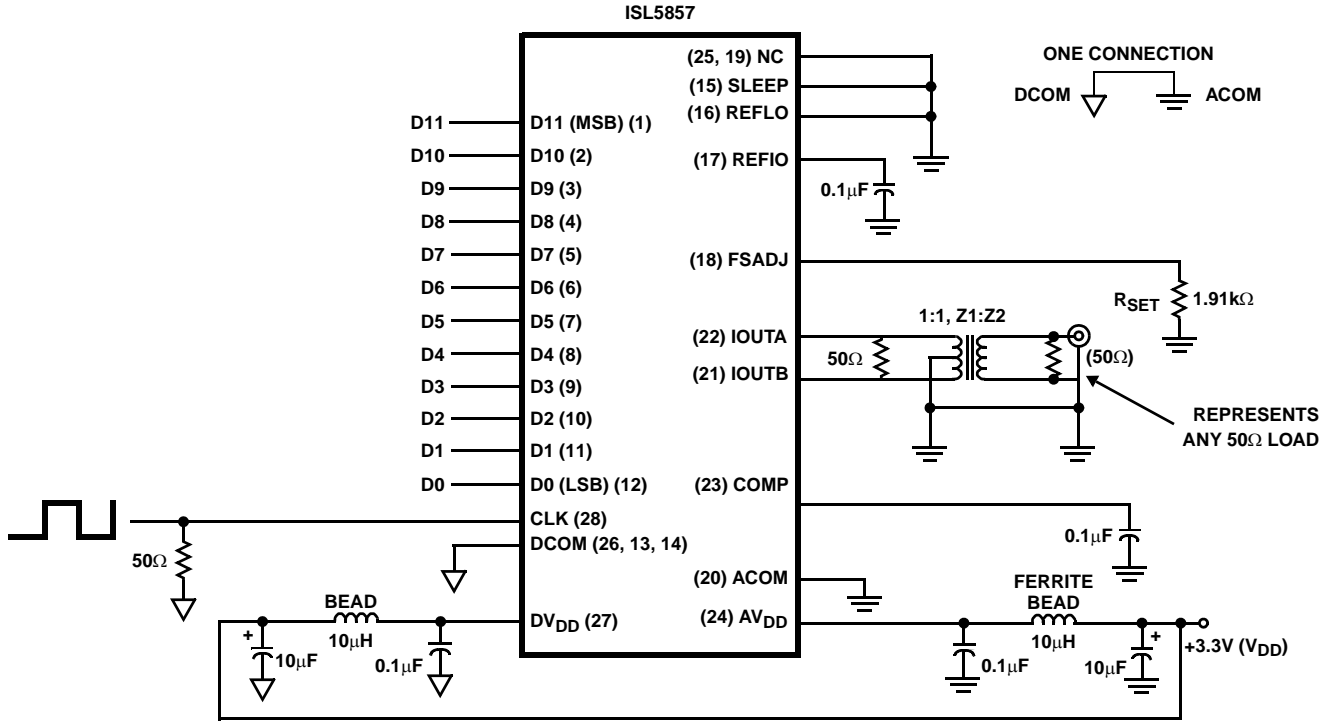 ISL5857
(25, 19) NC
ONE CONNECTION
(15) SLEEP
DCOM
ACOM
(16) REFLO
D11
D11 (MSB) (1)
D10
D10 (2)
(17) REFIO
D9
D9 (3)
0.1μF
D8
D8 (4)
D7
D7 (5)
(18) FSADJ
D6
D6 (6)
RSET
1.91kΩ
D5
D5 (7)
1:1, Z1:Z2
(22) IOUTA
D4
D4 (8)
50Ω
(50Ω)
(21) IOUTB
D3
D3 (9)
D2
D2 (10)
REPRESENTS
ANY 50Ω LOAD
D1
D1 (11)
D0
D0 (LSB) (12)
(23) COMP
CLK (28)
0.1μF
DCOM (26, 13, 14)
50Ω
(20) ACOM
FERRITE
BEAD
BEAD
DVDD (27)
(24) AVDD
+
10μH
10μF
0.1μF
10μH
+
+3.3V (VDD)
0.1μF
10μF